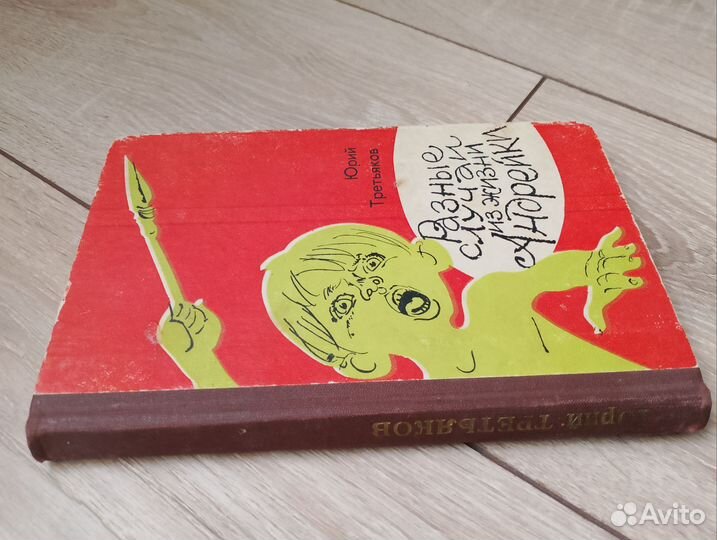 Юрий
Третьяков
Разные
случаи
из жизни
Андрейки
ЮРИЙ ТРЕТЬЯКОВ
Avito